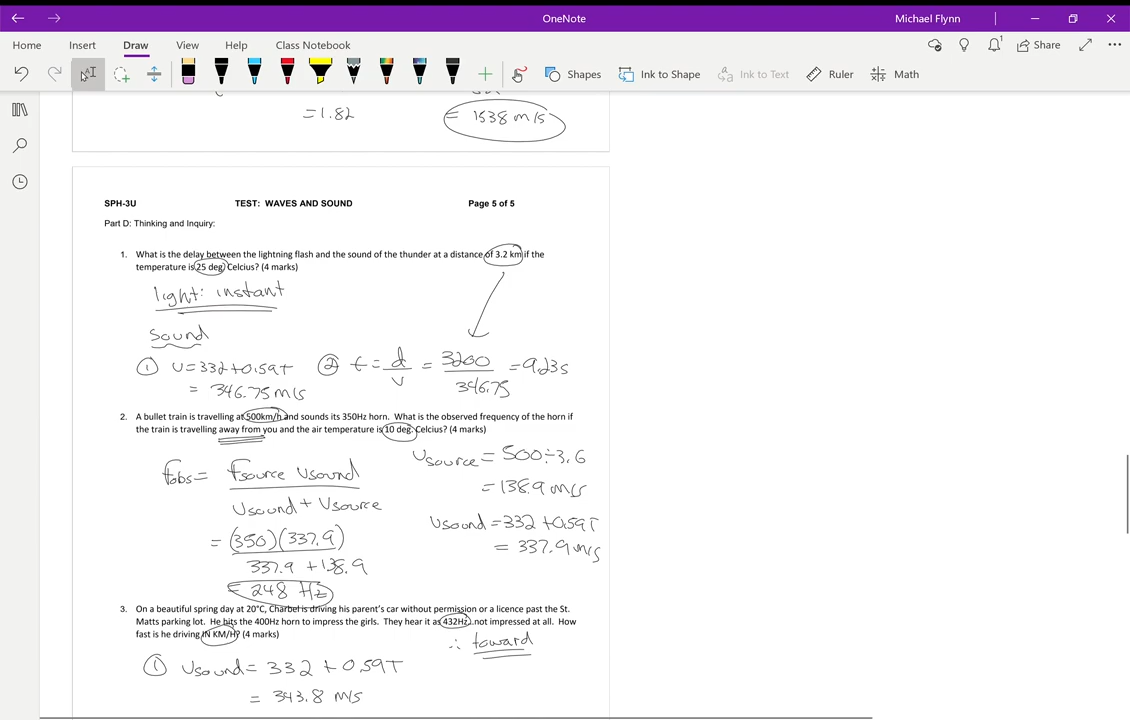 OneNote
Michael Flynn
Home Insert Draw View Help Class Notebook
1 Share
Shapes Ink to Shape Ink to Text Ruler Math
=1.82
= 1538 m/s
SPH-3U TEST: WAVES AND SOUND Page 5 of 5
Part D: Thinking and Inquiry:
1. What is the delay between the lightning flash and the sound of the thunder at a distance of 3.2 km if the
temperature is 25 deg. Celcius? (4 marks)
light: instant
Sound
① v=332+0.59T ② t = d/v = 3200/346.75 = 9.23s
= 346.75 m/s
2. A bullet train is travelling at 500km/h and sounds its 350Hz horn. What is the observed frequency of the horn if
the train is travelling away from you and the air temperature is 10 deg. Celcius? (4 marks)
fobs = fsource Vsound
Vsound + Vsource
= (350)(337.9)
337.9 + 138.9
= 248 Hz
Vsource = 500÷3.6
= 138.9 m/s
Vsound = 332 + 0.59T
= 337.9 m/s
3. On a beautiful spring day at 20°C, Charbel is driving his parent's car without permission or a licence past the St.
Matts parking lot. He hits the 400Hz horn to impress the girls. They hear it as 432Hz...not impressed at all. How
fast is he driving IN KM/H? (4 marks)
∴ toward
① Vsound = 332 + 0.59T
= 343.8 m/s